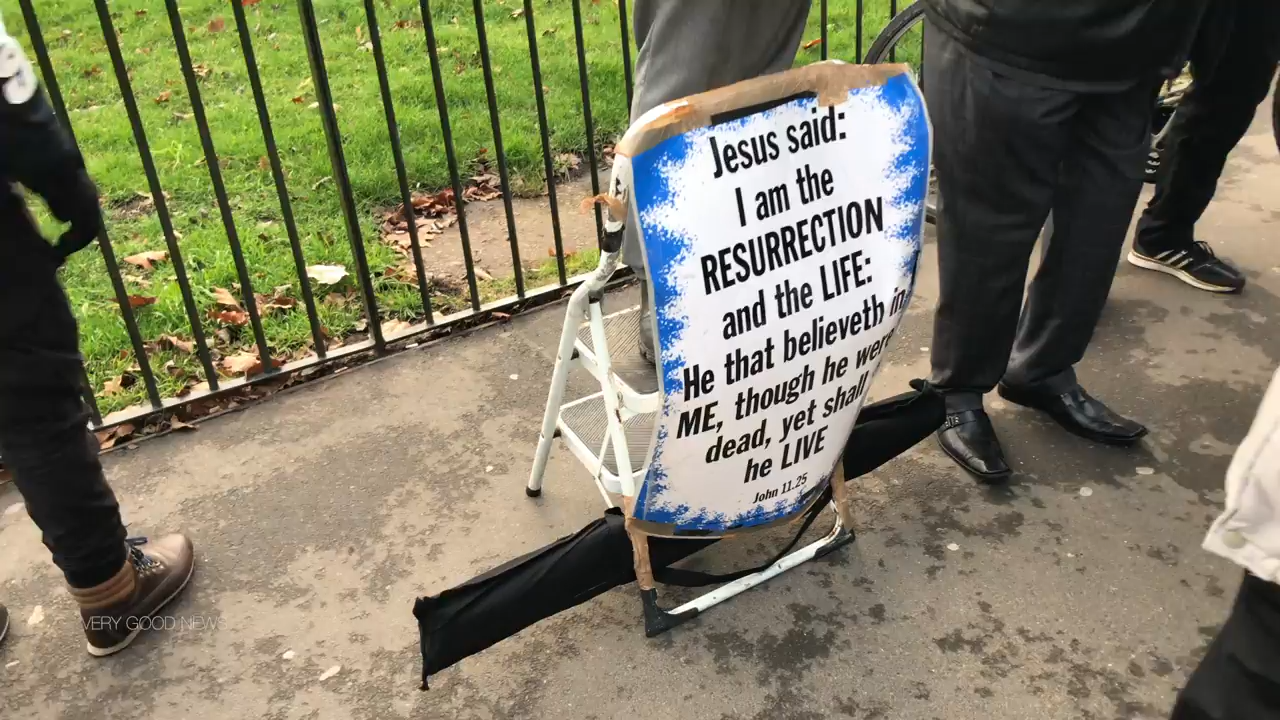 Jesus said:
I am the
RESURRECTION
and the LIFE:
He that believeth in
ME, though he were
dead, yet shall
he LIVE
John 11.25
VERY GOOD NEWS